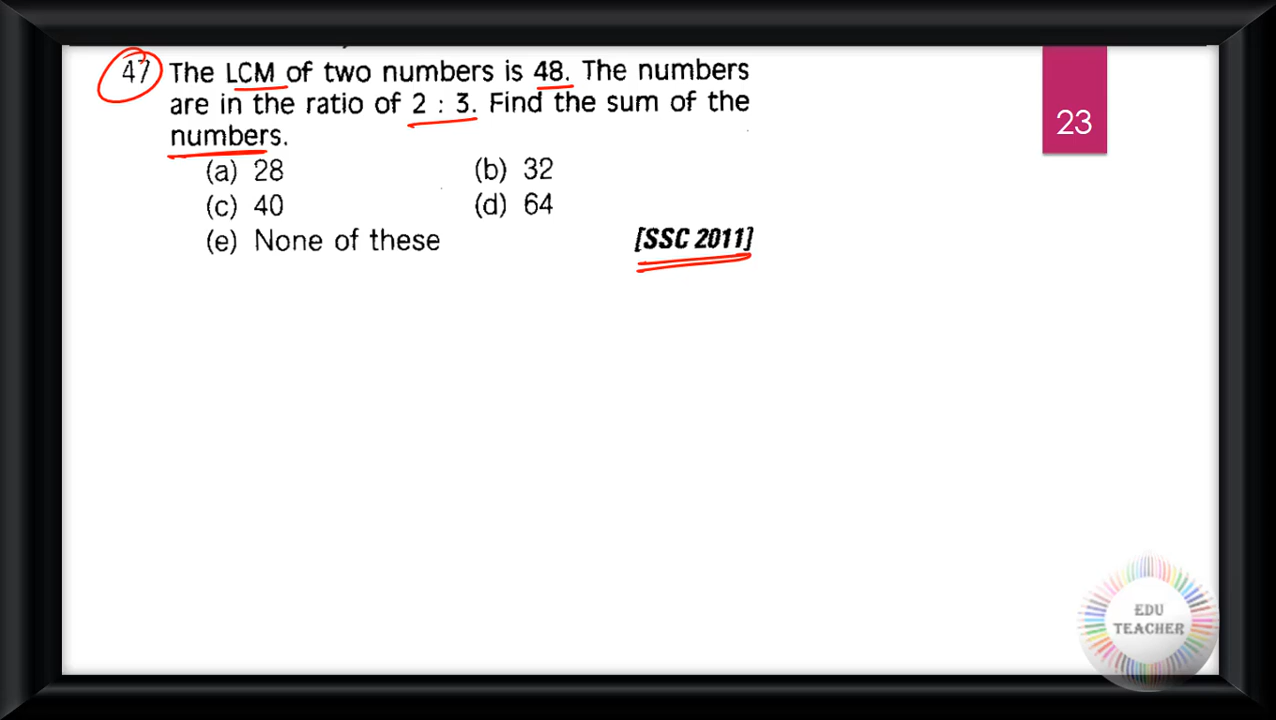 47 The LCM of two numbers is 48. The numbers
are in the ratio of 2 : 3. Find the sum of the
numbers.
(a) 28 (b) 32
(c) 40 (d) 64
(e) None of these [SSC 2011]
23
EDU
TEACHER